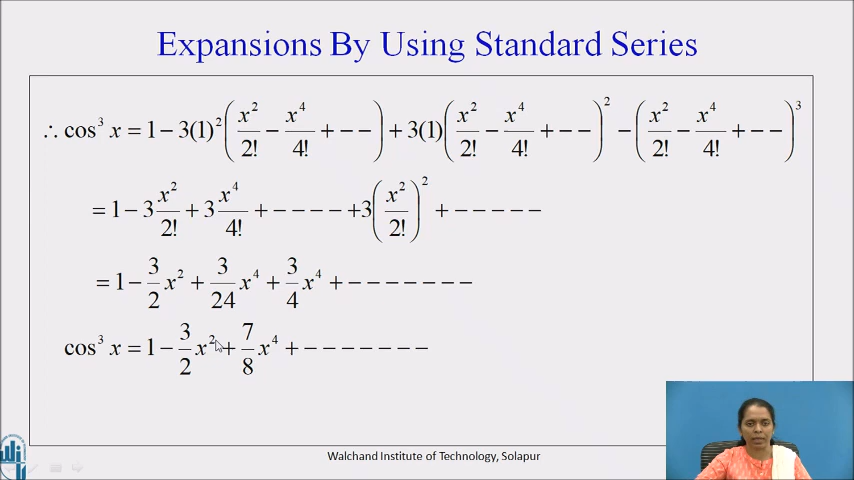 Expansions By Using Standard Series
∴ cos³ x = 1 − 3(1)² (x²/2! − x⁴/4! + − −) + 3(1) (x²/2! − x⁴/4! + − −)² − (x²/2! − x⁴/4! + − −)³
= 1 − 3 x²/2! + 3 x⁴/4! + − − − − +3 (x²/2!)² + − − − − −
= 1 − 3/2 x² + 3/24 x⁴ + 3/4 x⁴ + − − − − − − −
cos³ x = 1 − 3/2 x² + 7/8 x⁴ + − − − − − − −
Walchand Institute of Technology, Solapur